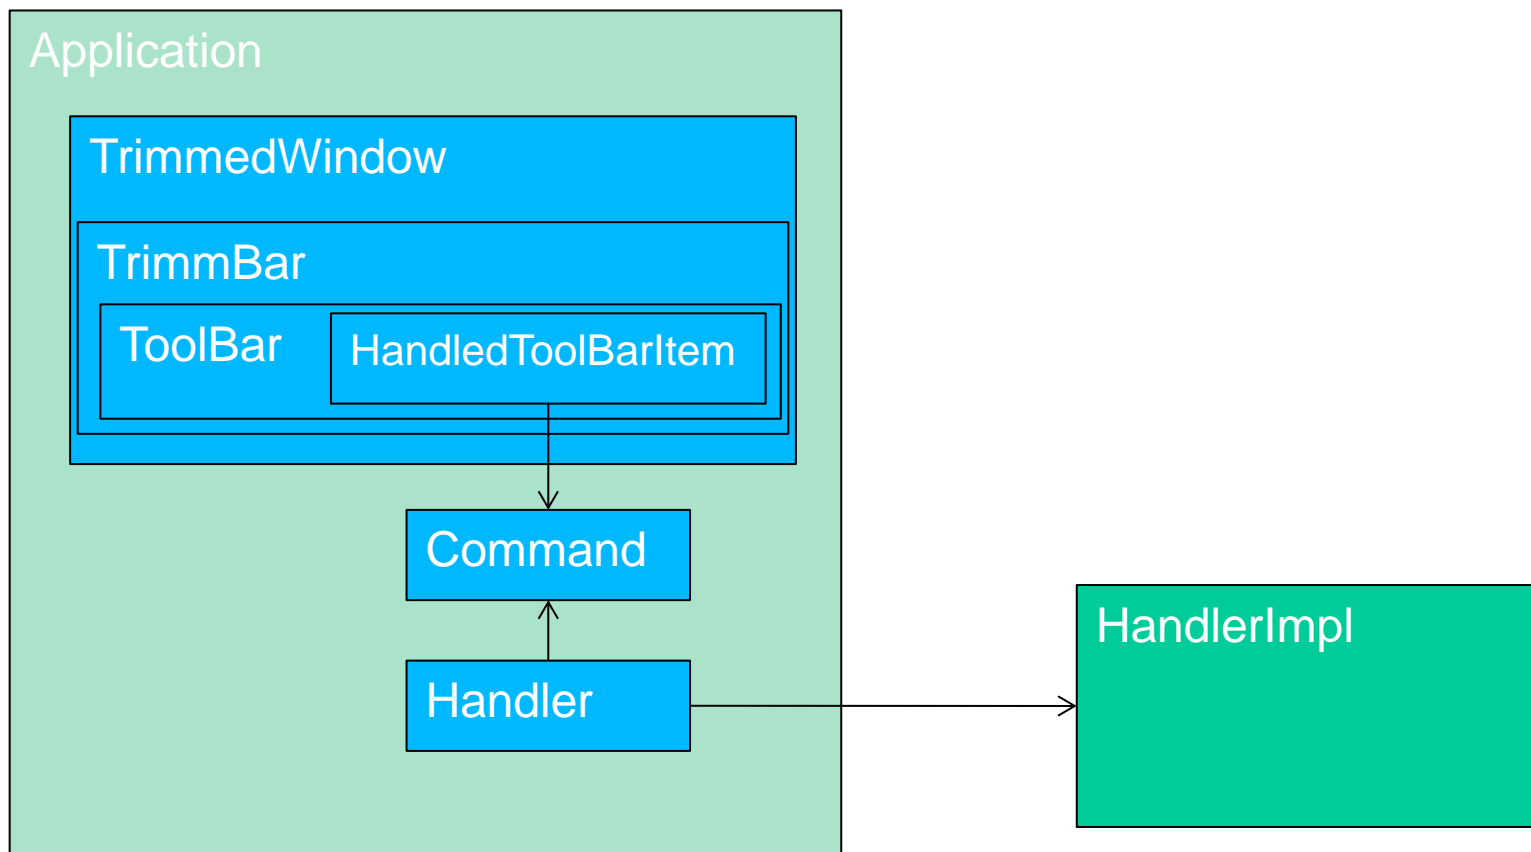 Application
TrimmedWindow
TrimmBar
ToolBar
HandledToolBarItem
Command
HandlerImpl
Handler